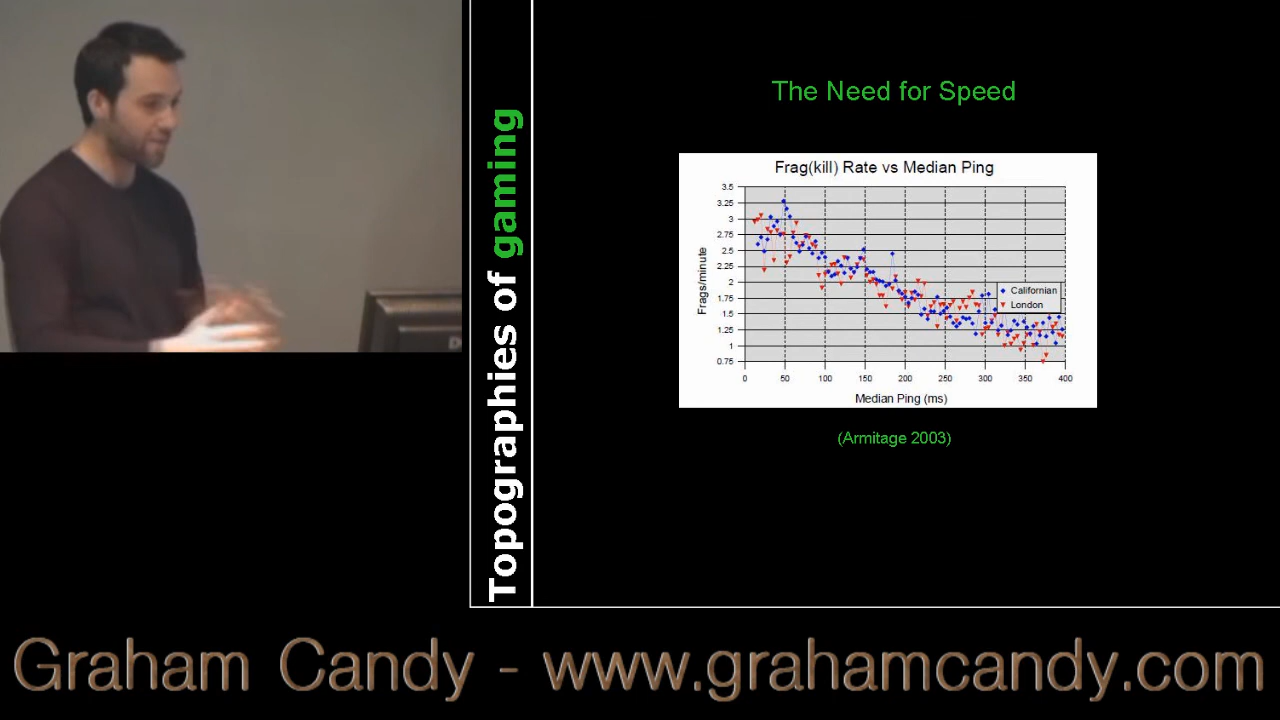 Topographies of gaming
The Need for Speed
Frag(kill) Rate vs Median Ping
Frags/minute
3.5
3.25
3
2.75
2.5
2.25
2
1.75
1.5
1.25
1
0.75
Californian
London
0 50 100 150 200 250 300 350 400
Median Ping (ms)
(Armitage 2003)
Graham Candy - www.grahamcandy.com